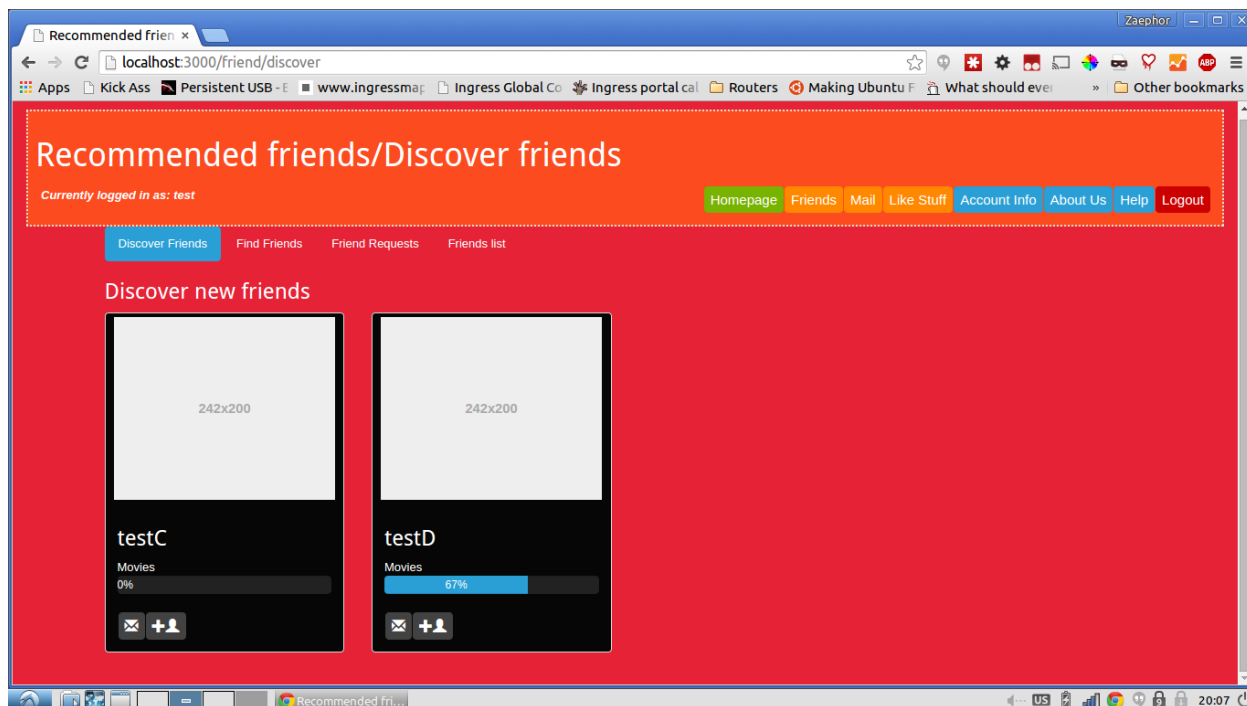 Zaephor
Recommended frien
localhost:3000/friend/discover
ABP
Apps Kick Ass Persistent USB - E www.ingressmap Ingress Global Co Ingress portal cal Routers Making Ubuntu F What should eve » Other bookmarks
Recommended friends/Discover friends
Currently logged in as: test
Homepage Friends Mail Like Stuff Account Info About Us Help Logout
Discover Friends Find Friends Friend Requests Friends list
Discover new friends
242x200 242x200
testC testD
Movies Movies
0% 67%
Recommended fri... US 20:07